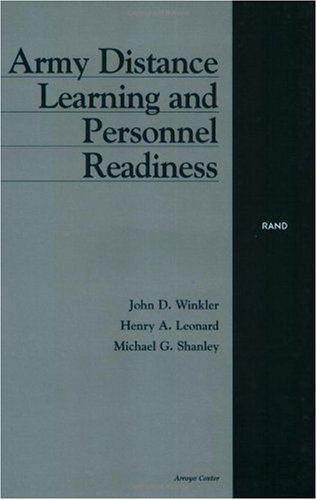 Army Distance
Learning and
Personnel
Readiness
RAND
John D. Winkler
Henry A. Leonard
Michael G. Shanley
Arroyo Center